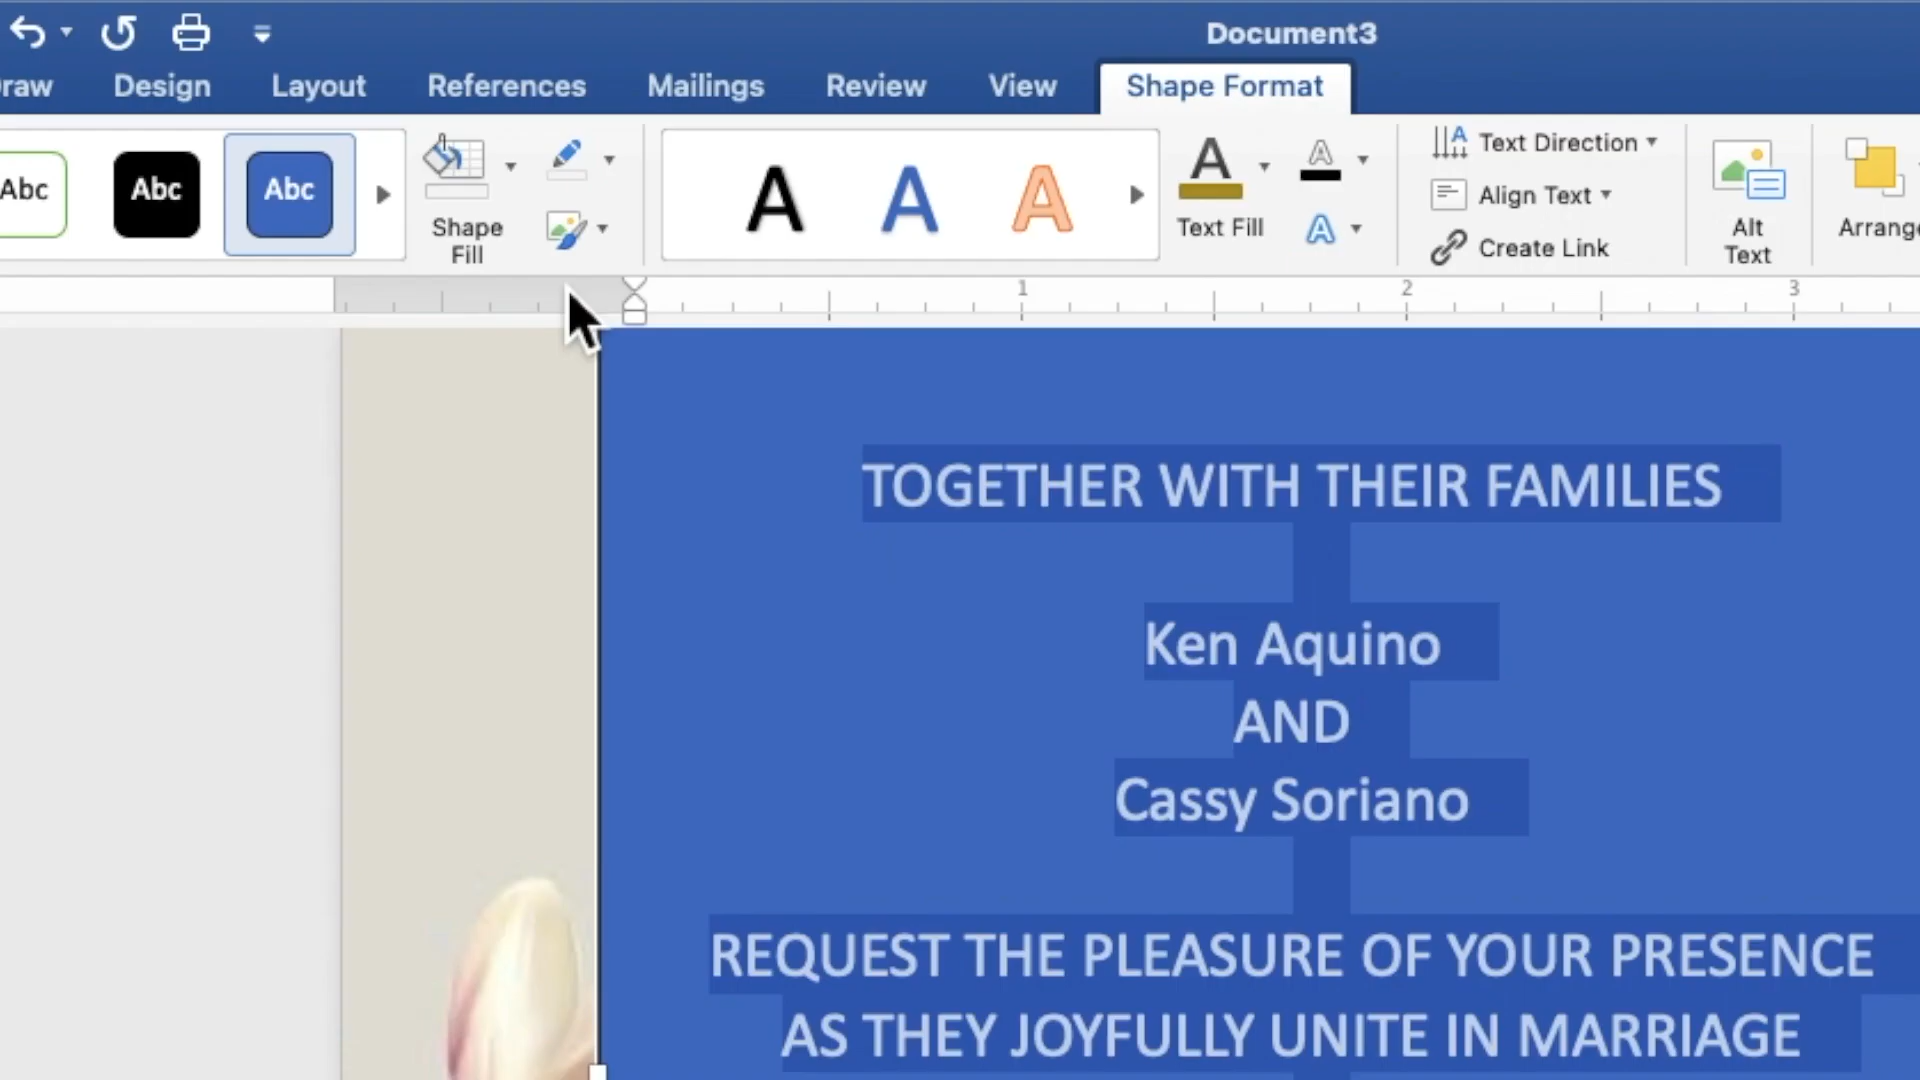 Document3
Design Layout References Mailings Review View Shape Format
Abc Abc Abc
Shape Fill
A A A
A
Text Fill
A
A
Text Direction
Align Text
Create Link
Alt Text
1 2 3
TOGETHER WITH THEIR FAMILIES
Ken Aquino
AND
Cassy Soriano
REQUEST THE PLEASURE OF YOUR PRESENCE
AS THEY JOYFULLY UNITE IN MARRIAGE